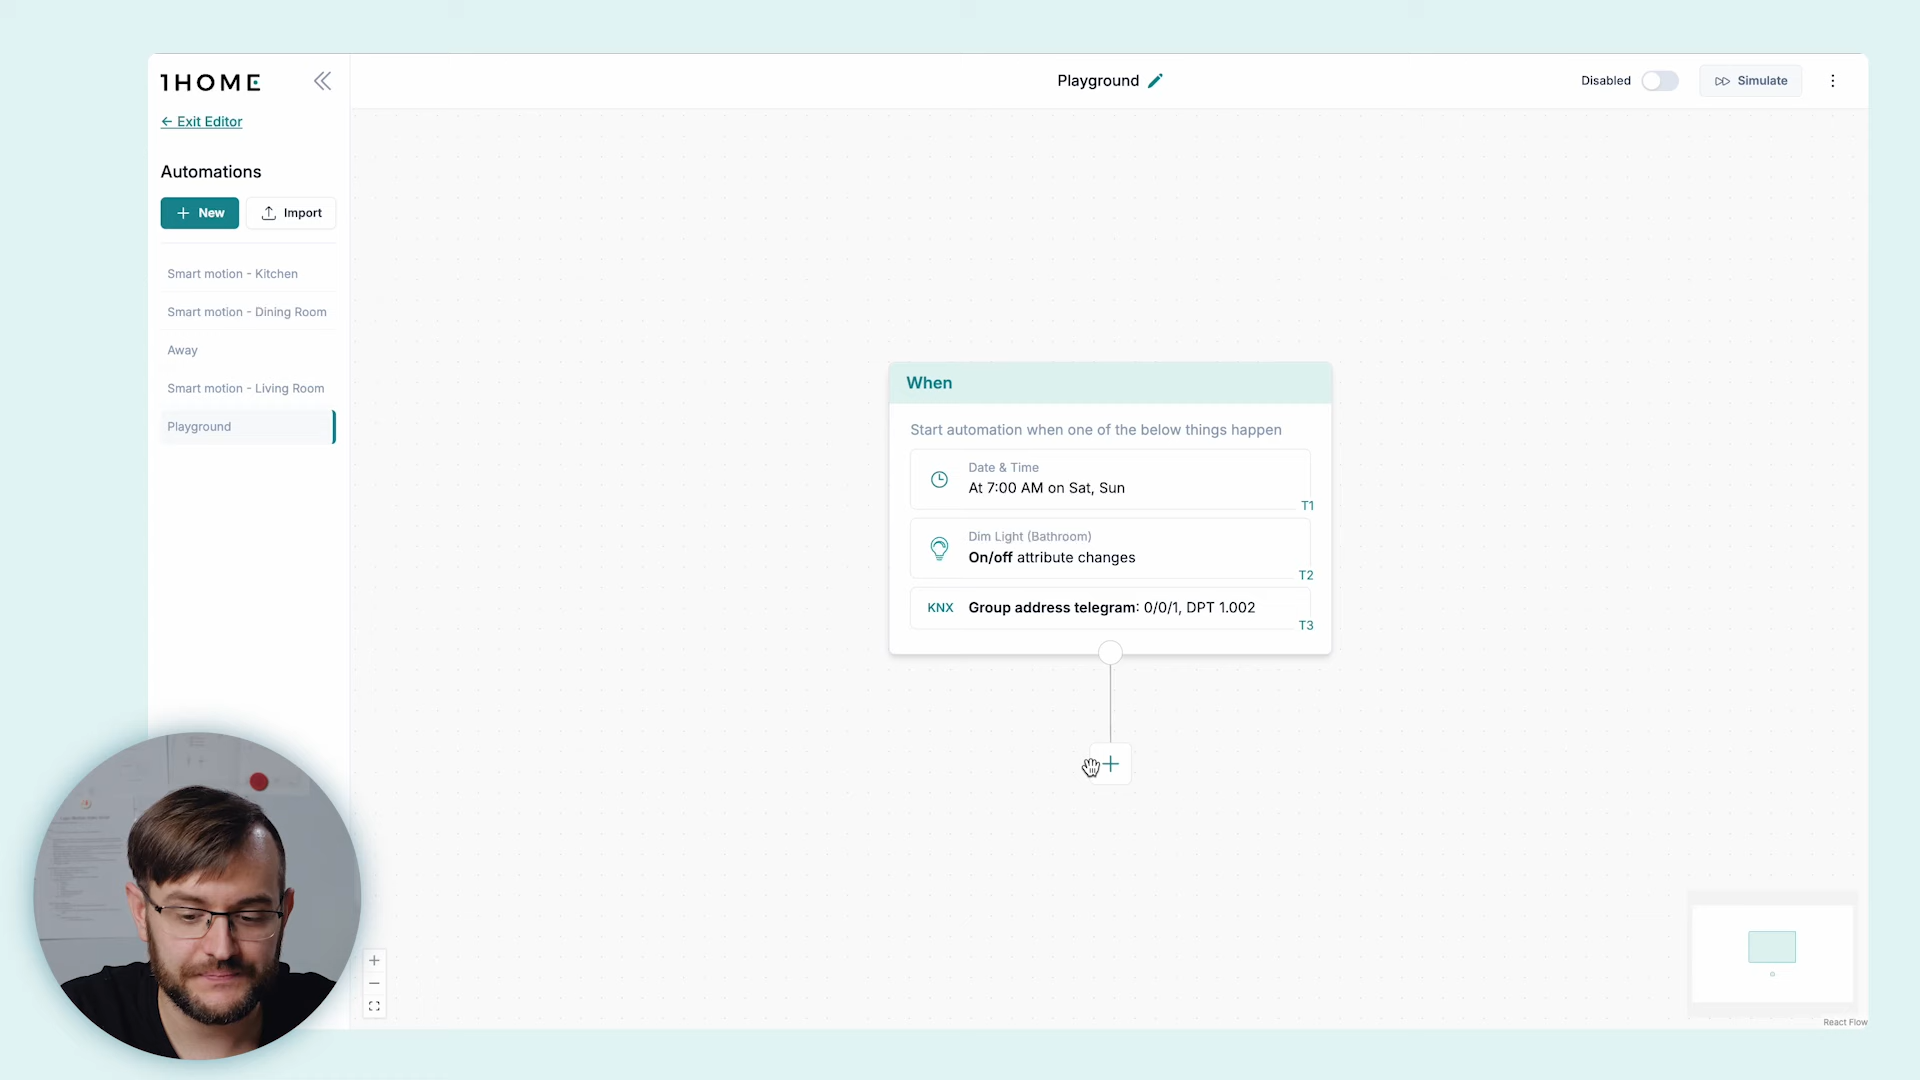 1HOME
← Exit Editor
Automations
+ New
Import
Smart motion - Kitchen
Smart motion - Dining Room
Away
Smart motion - Living Room
Playground
Playground
Disabled
Simulate
When
Start automation when one of the below things happen
Date & Time
At 7:00 AM on Sat, Sun
T1
Dim Light (Bathroom)
On/off attribute changes
T2
KNX Group address telegram: 0/0/1, DPT 1.002
T3
React Flow